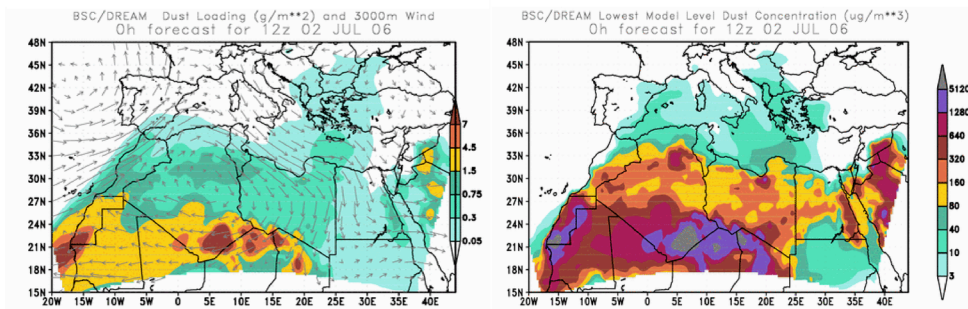 BSC/DREAM Dust Loading (g/m**2) and 3000m Wind
0h forecast for 12z 02 JUL 06
48N
45N
42N
39N
36N
33N
30N
27N
24N
21N
18N
15N
20W 15W 10W 5W 0 5E 10E 15E 20E 25E 30E 35E 40E
7
4.5
1.5
0.75
0.3
0.05
BSC/DREAM Lowest Model Level Dust Concentration (ug/m**3)
0h forecast for 12z 02 JUL 06
48N
45N
42N
39N
36N
33N
30N
27N
24N
21N
18N
15N
20W 15W 10W 5W 0 5E 10E 15E 20E 25E 30E 35E 40E
5120
1280
640
320
160
80
40
10
3